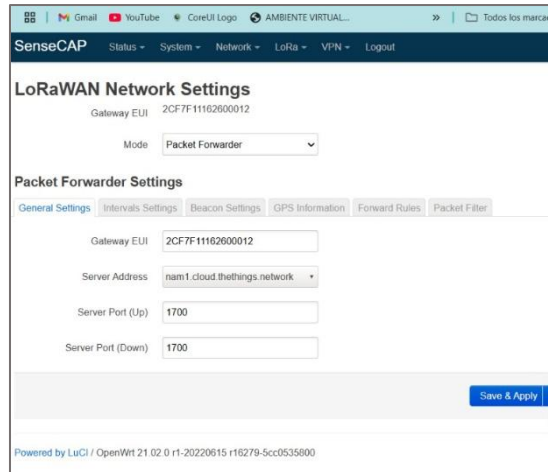 Gmail YouTube CoreUI Logo AMBIENTE VIRTUAL... » Todos los marcad
SenseCAP Status System Network LoRa VPN Logout
LoRaWAN Network Settings
Gateway EUI 2CF7F11162600012
Mode Packet Forwarder
Packet Forwarder Settings
General Settings Intervals Settings Beacon Settings GPS Information Forward Rules Packet Filter
Gateway EUI 2CF7F11162600012
Server Address nam1.cloud.thethings.network
Server Port (Up) 1700
Server Port (Down) 1700
Save & Apply
Powered by LuCI / OpenWrt 21.02.0 r1-20220615 r16279-5cc0535800